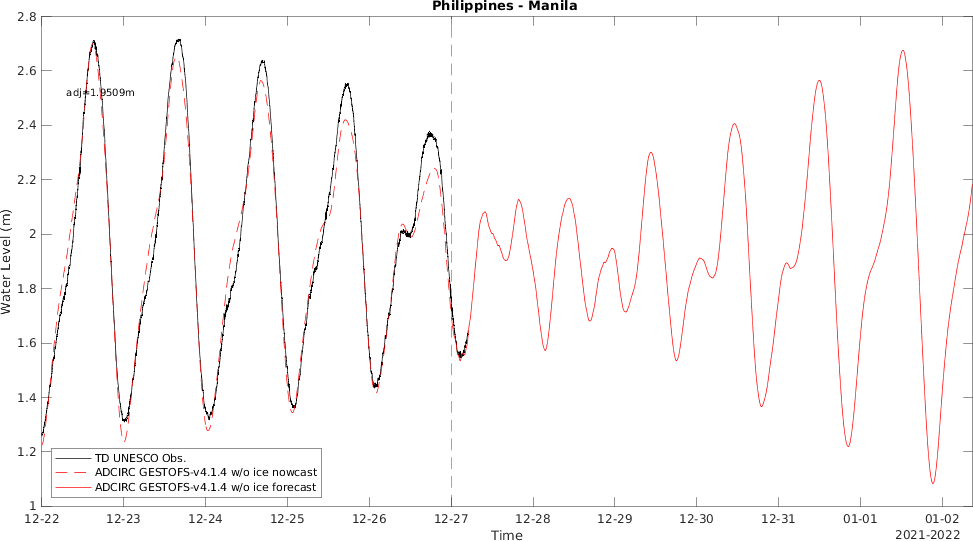 Philippines - Manila
2.8
2.6
2.4
2.2
2
1.8
1.6
1.4
1.2
1
Water Level (m)
adj=1.9509m
TD UNESCO Obs.
ADCIRC GESTOFS-v4.1.4 w/o ice nowcast
ADCIRC GESTOFS-v4.1.4 w/o ice forecast
12-22 12-23 12-24 12-25 12-26 12-27 12-28 12-29 12-30 12-31 01-01 01-02
Time
2021-2022